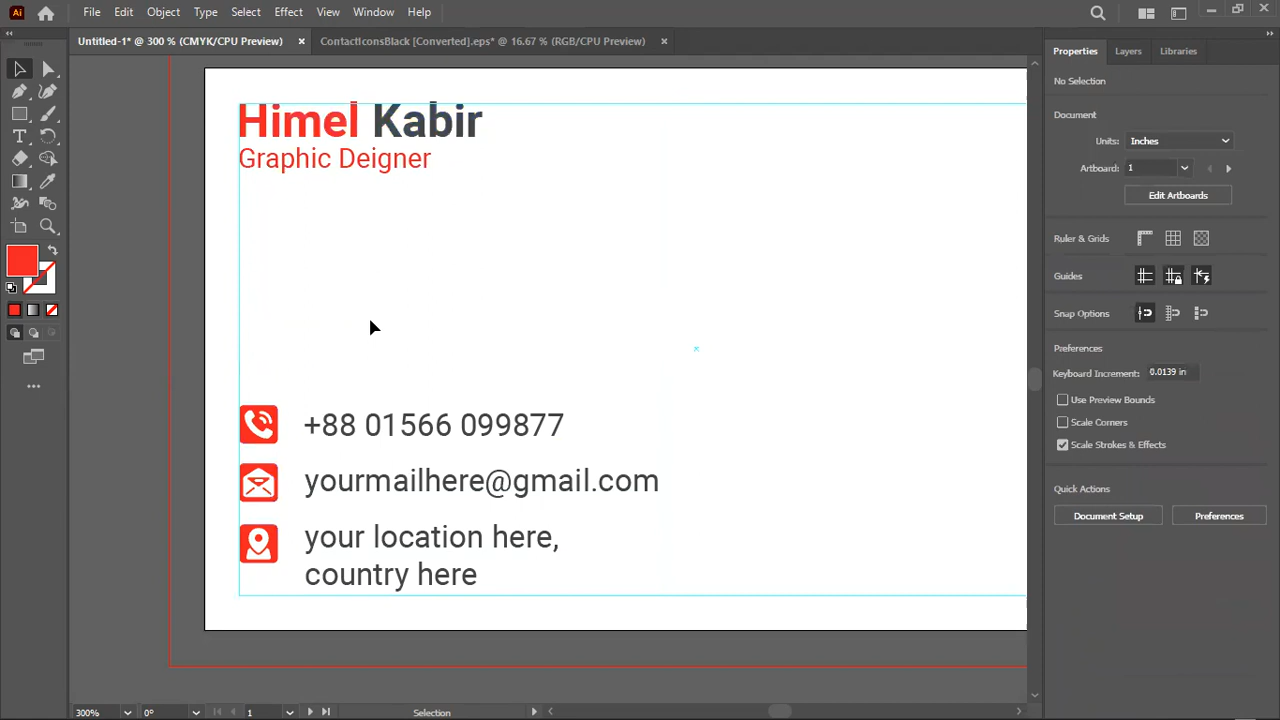 File Edit Object Type Select Effect View Window Help
Untitled-1* @ 300 % (CMYK/CPU Preview) × ContactIconsBlack [Converted].eps* @ 16.67 % (RGB/CPU Preview) ×
Properties Layers Libraries
No Selection
Document
Units: Inches
Artboard: 1
Edit Artboards
Ruler & Grids
Guides
Snap Options
Preferences
Keyboard Increment: 0.0139 in
Use Preview Bounds
Scale Corners
Scale Strokes & Effects
Quick Actions
Document Setup Preferences
Himel Kabir
Graphic Deigner
+88 01566 099877
yourmailhere@gmail.com
your location here,
country here
300% 0° 1 Selection
Ai